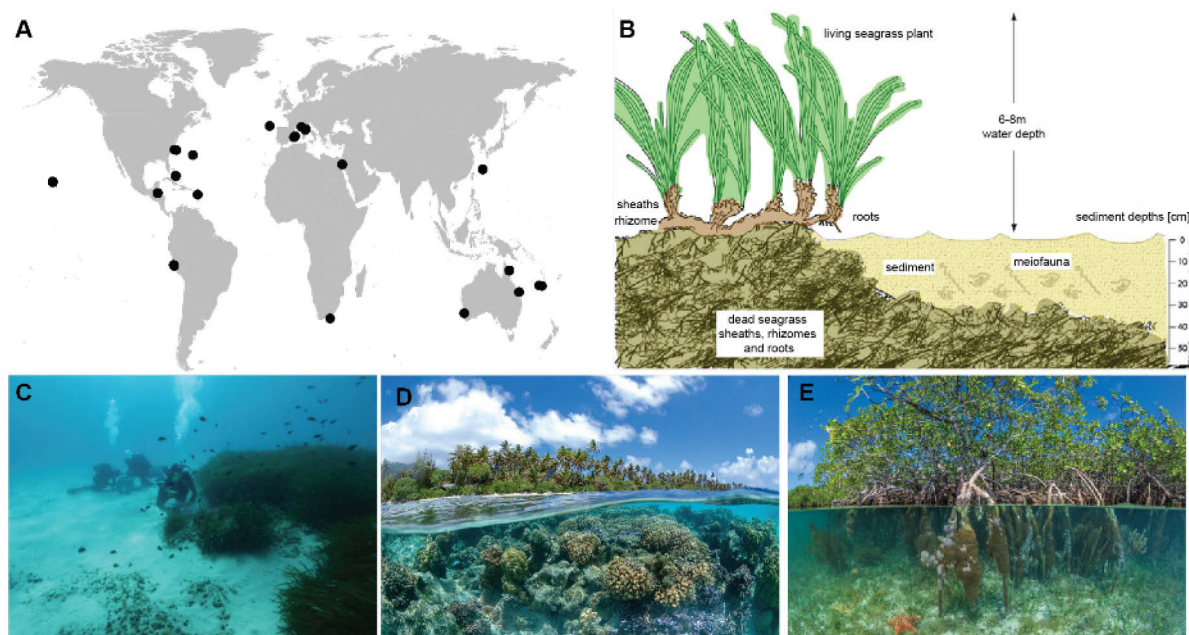 A
B
living seagrass plant
6-8m
water depth
sheaths
rhizome
roots
sediment depths [cm]
0
10
20
30
40
50
sediment
meiofauna
dead seagrass
sheaths, rhizomes
and roots
C
D
E